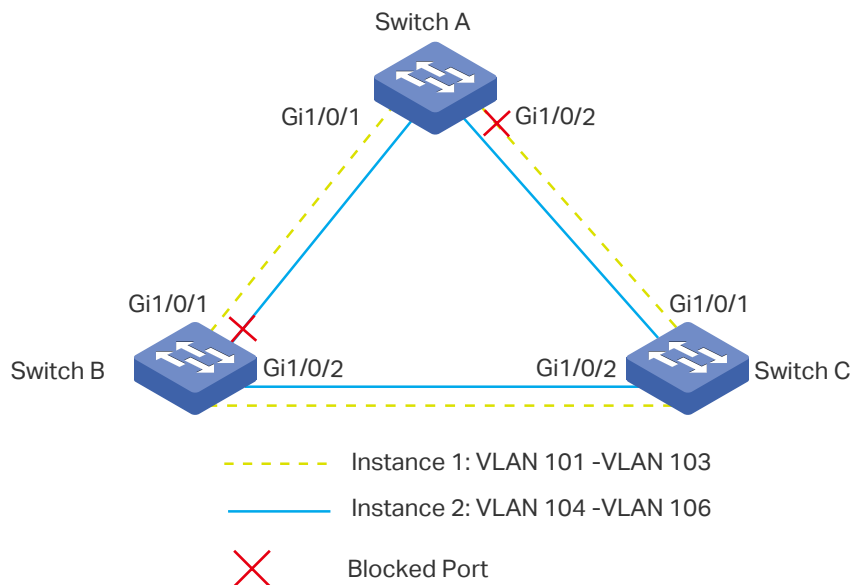 Switch A
Gi1/0/1
Gi1/0/2
Gi1/0/1
Gi1/0/1
Switch B
Gi1/0/2
Gi1/0/2
Switch C
Instance 1: VLAN 101 -VLAN 103
Instance 2: VLAN 104 -VLAN 106
Blocked Port